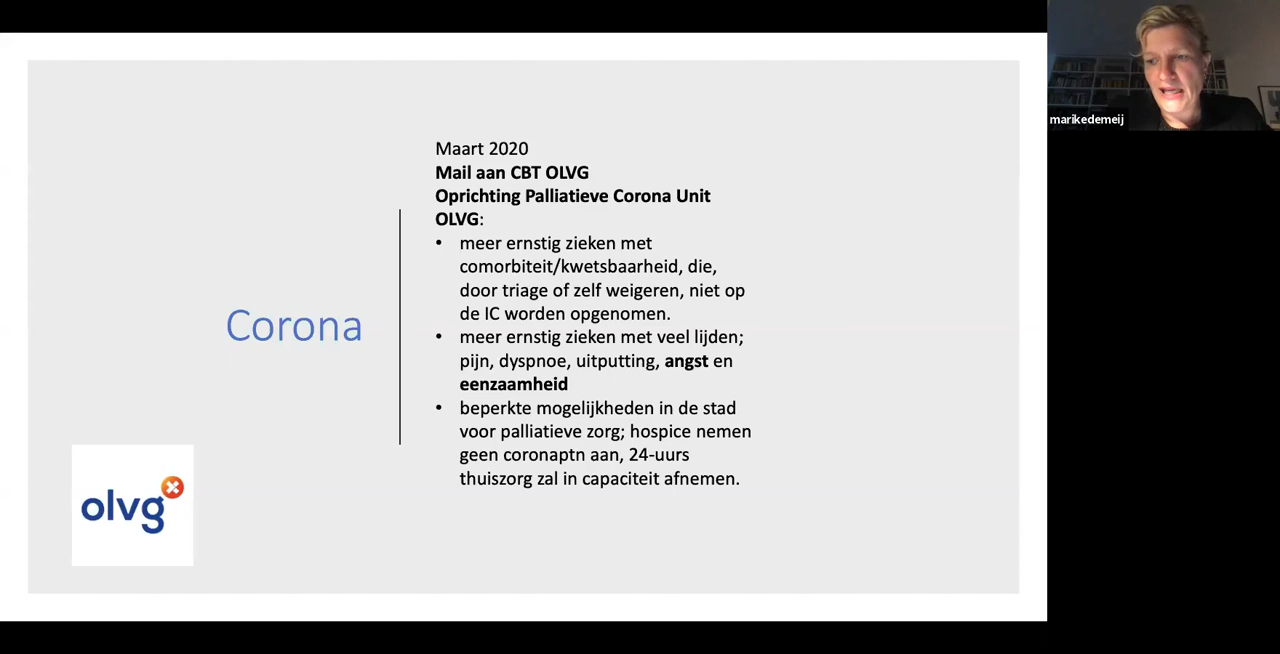 marikedemeij
Maart 2020
Mail aan CBT OLVG
Oprichting Palliatieve Corona Unit
OLVG:
• meer ernstig zieken met
comorbiteit/kwetsbaarheid, die,
door triage of zelf weigeren, niet op
de IC worden opgenomen.
• meer ernstig zieken met veel lijden;
pijn, dyspnoe, uitputting, angst en
eenzaamheid
• beperkte mogelijkheden in de stad
voor palliatieve zorg; hospice nemen
geen coronaptn aan, 24-uurs
thuiszorg zal in capaciteit afnemen.
Corona
olvg